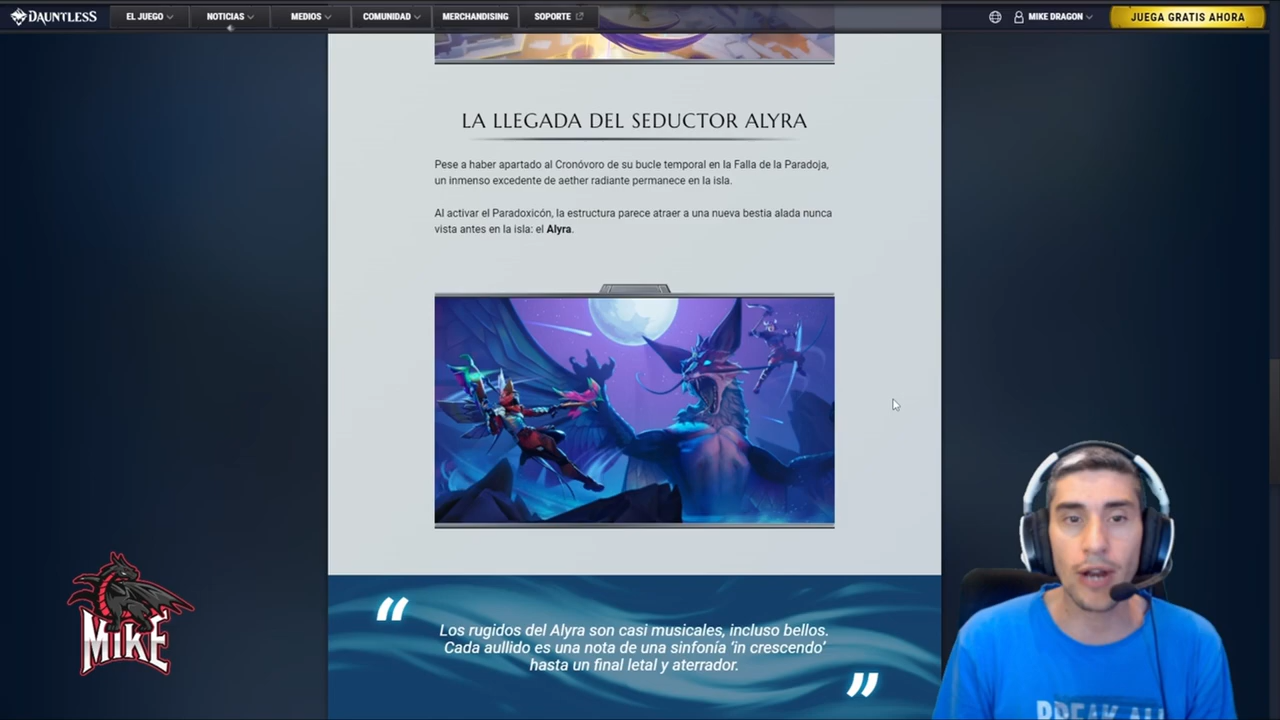 DAUNTLESS
EL JUEGO
NOTICIAS
MEDIOS
COMUNIDAD
MERCHANDISING
SOPORTE
MIKE DRAGON
JUEGA GRATIS AHORA
LA LLEGADA DEL SEDUCTOR ALYRA
Pese a haber apartado al Cronóvoro de su bucle temporal en la Falla de la Paradoja,
un inmenso excedente de aether radiante permanece en la isla.
Al activar el Paradoxicón, la estructura parece atraer a una nueva bestia alada nunca
vista antes en la isla: el Alyra.
“
Los rugidos del Alyra son casi musicales, incluso bellos.
Cada aullido es una nota de una sinfonía ‘in crescendo’
hasta un final letal y aterrador.
”
MIKE
BREAK ALL